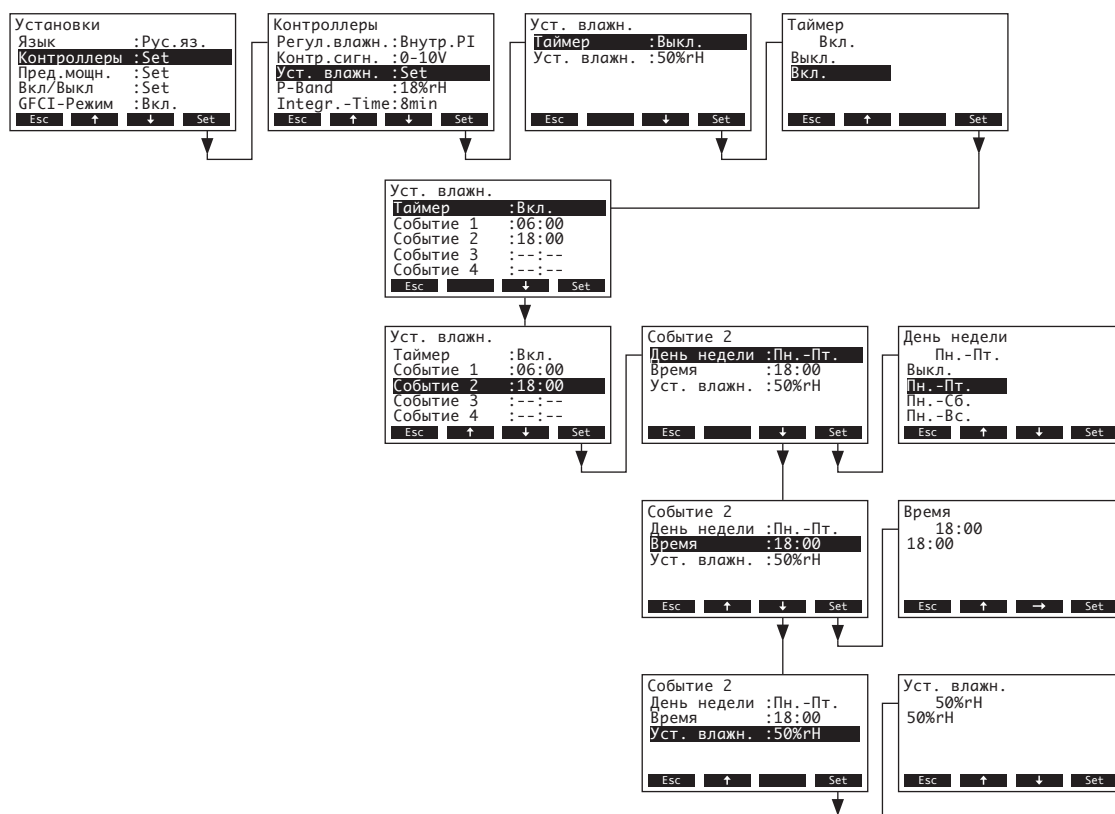 Установки
Язык :Рус.яз.
Контроллеры :Set
Пред.мощн. :Set
Вкл/Выкл :Set
GFCI-Режим :Вкл.
Esc ↑ ↓ Set
Контроллеры
Регул.влажн.:Внутр.PI
Контр.сигн. :0-10V
Уст. влажн. :Set
P-Band :18%rH
Integr.-Time:8min
Esc ↑ ↓ Set
Уст. влажн.
Таймер :Выкл.
Уст. влажн. :50%rH
Esc ↓ Set
Таймер
Вкл.
Выкл.
Вкл.
Esc ↑ Set
Уст. влажн.
Таймер :Вкл.
Событие 1 :06:00
Событие 2 :18:00
Событие 3 :--:--
Событие 4 :--:--
Esc ↓ Set
Уст. влажн.
Таймер :Вкл.
Событие 1 :06:00
Событие 2 :18:00
Событие 3 :--:--
Событие 4 :--:--
Esc ↑ ↓ Set
Событие 2
День недели :Пн.-Пт.
Время :18:00
Уст. влажн. :50%rH
Esc ↓ Set
День недели
Пн.-Пт.
Выкл.
Пн.-Пт.
Пн.-Сб.
Пн.-Вс.
Esc ↑ ↓ Set
Событие 2
День недели :Пн.-Пт.
Время :18:00
Уст. влажн. :50%rH
Esc ↑ ↓ Set
Время
18:00
18:00
Esc ↑ → Set
Событие 2
День недели :Пн.-Пт.
Время :18:00
Уст. влажн. :50%rH
Esc ↑ Set
Уст. влажн.
50%rH
50%rH
Esc ↑ ↓ Set